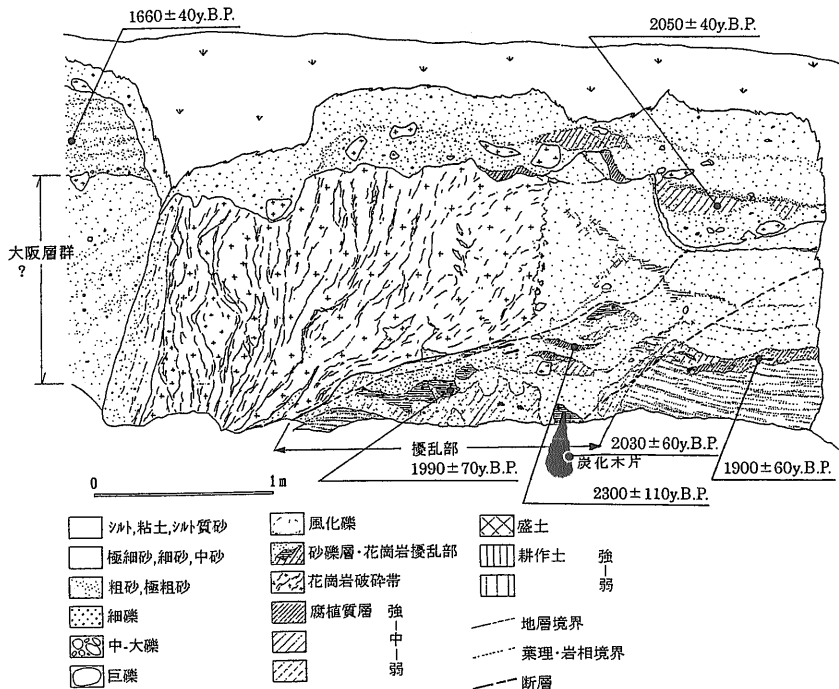 1660±40y.B.P.
2050±40y.B.P.
大阪層群
?
擾乱部
2030±60y.B.P.
炭化木片
1990±70y.B.P.
1900±60y.B.P.
2300±110y.B.P.
0 1m
シルト,粘土,シルト質砂
極細砂,細砂,中砂
粗砂,極粗砂
細礫
中-大礫
巨礫
風化礫
砂礫層・花崗岩擾乱部
花崗岩破砕帯
腐植質層 強
中
弱
盛土
耕作土 強
弱
地層境界
葉理・岩相境界
断層